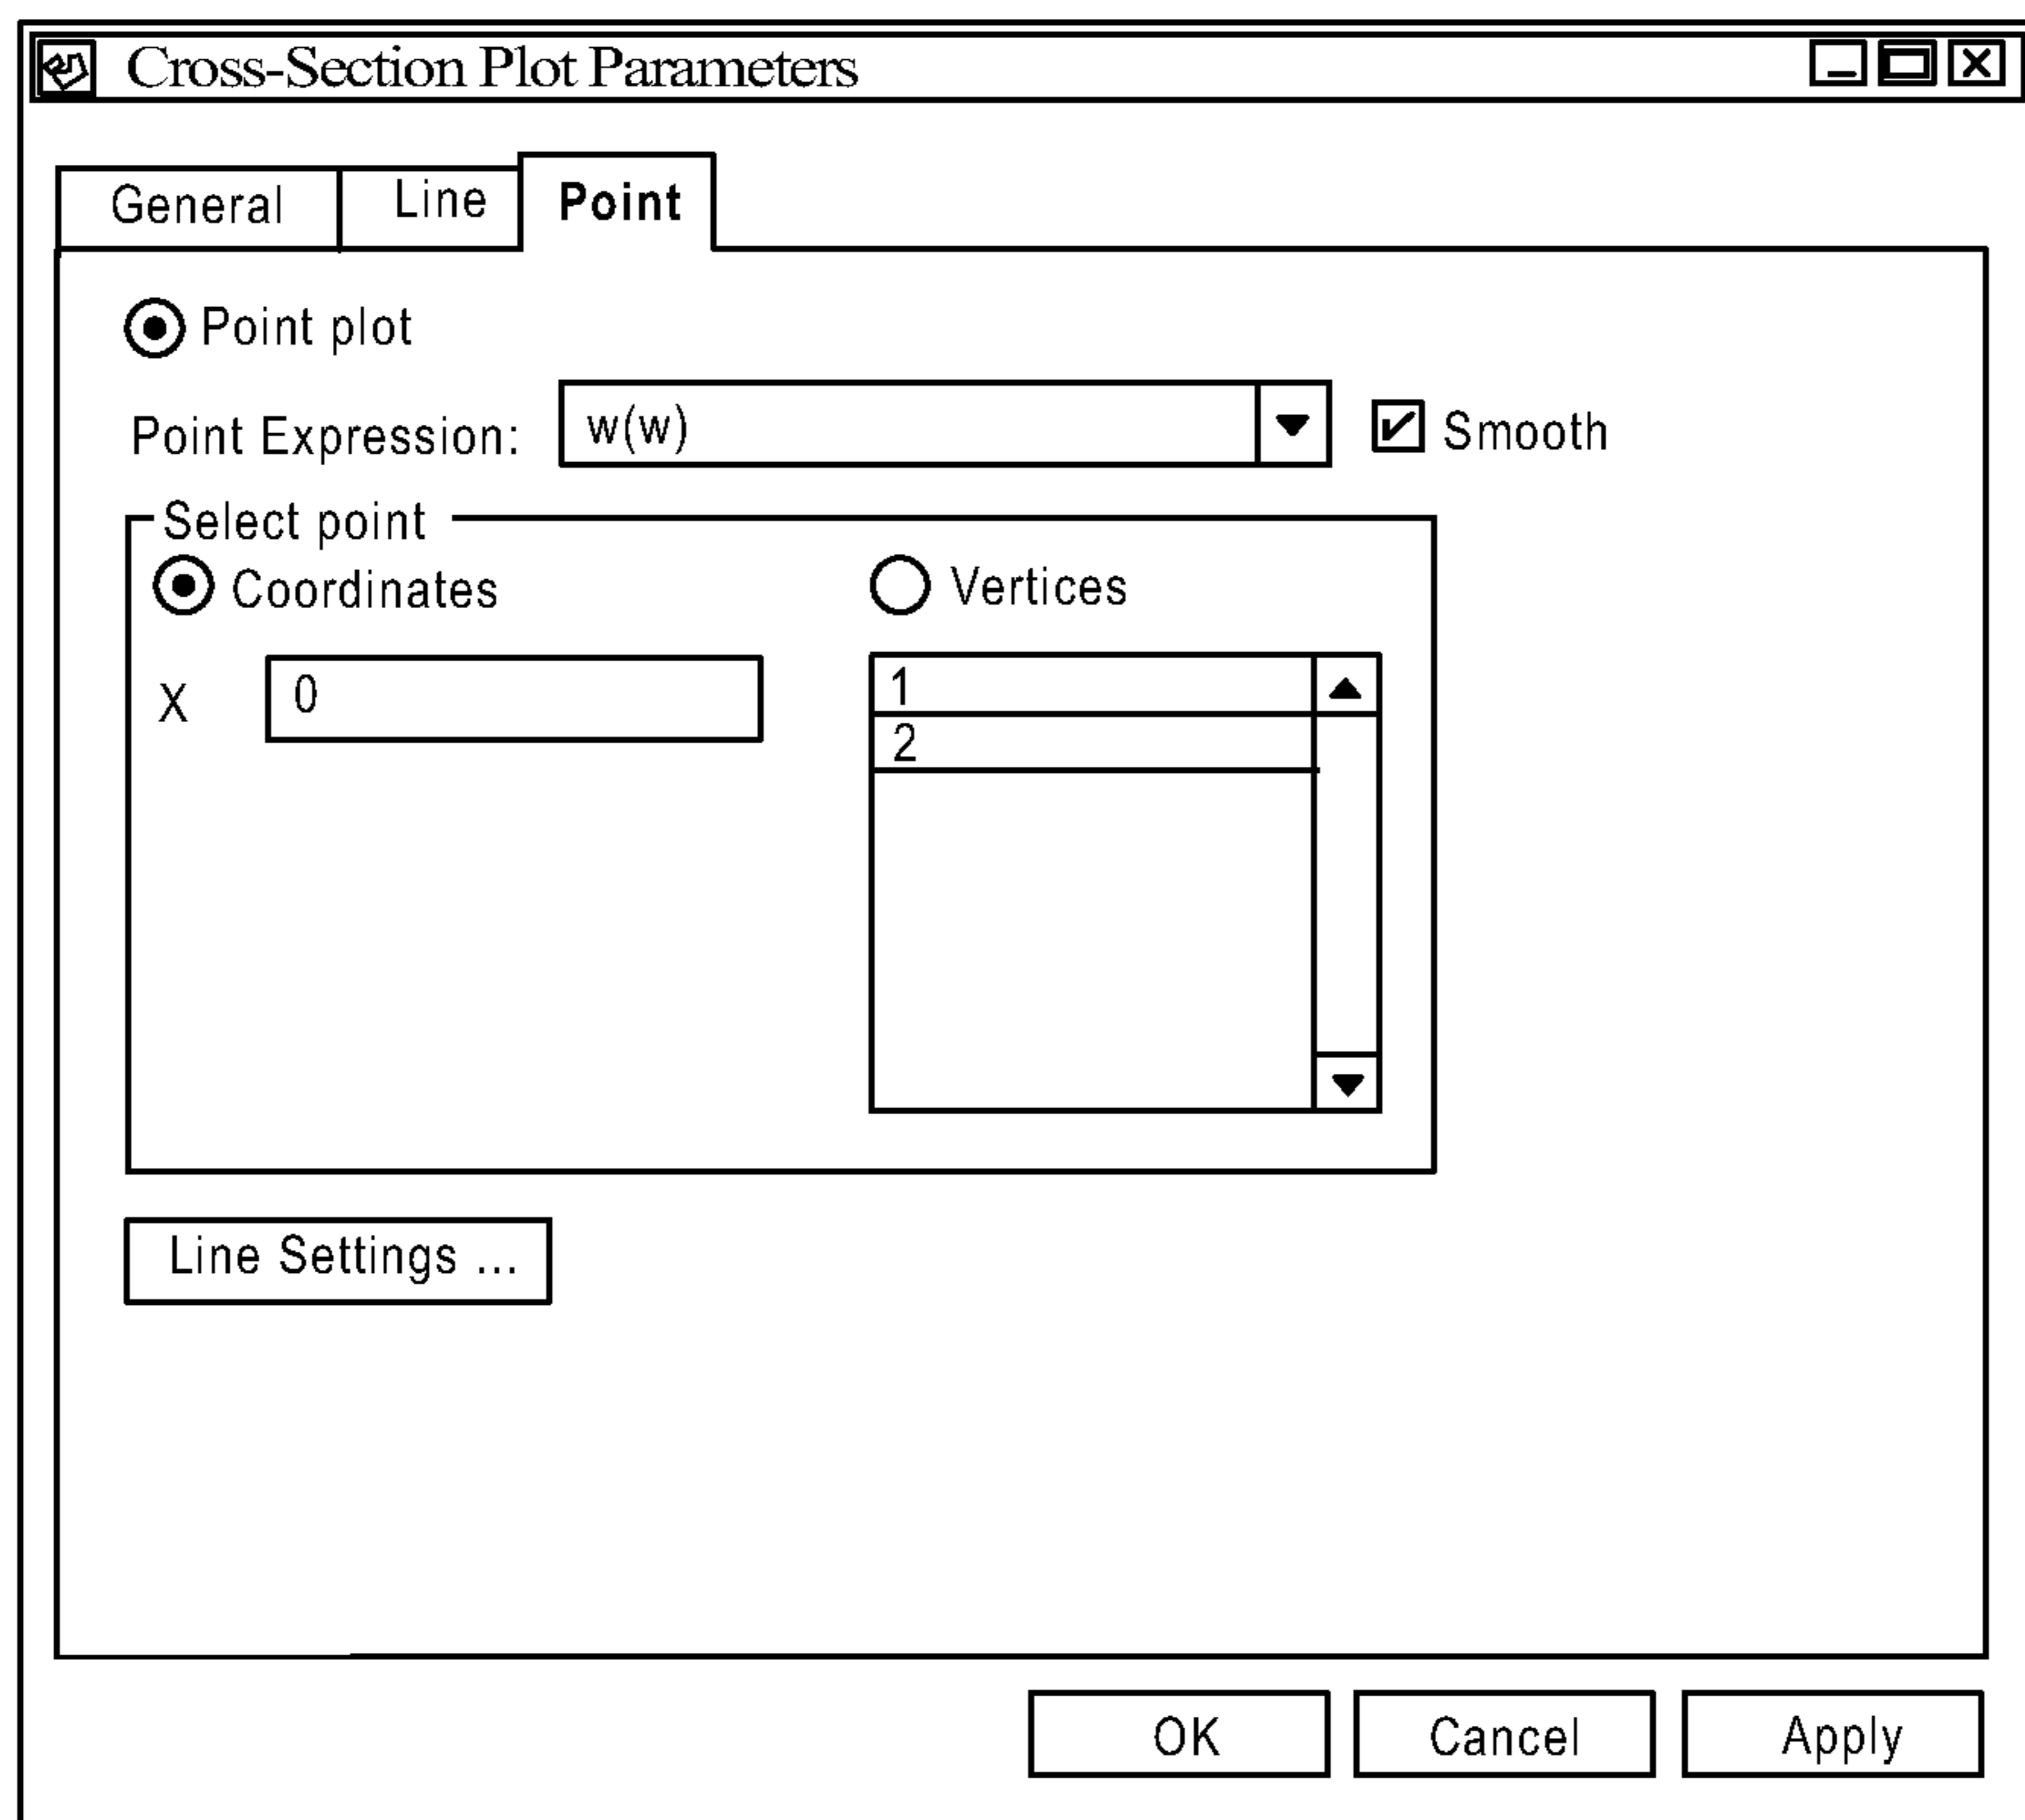 Cross-Section Plot Parameters
General Line Point
Point plot
Point Expression: w(w) Smooth
Select point
Coordinates Vertices
X 0 1
2
Line Settings ...
OK Cancel Apply